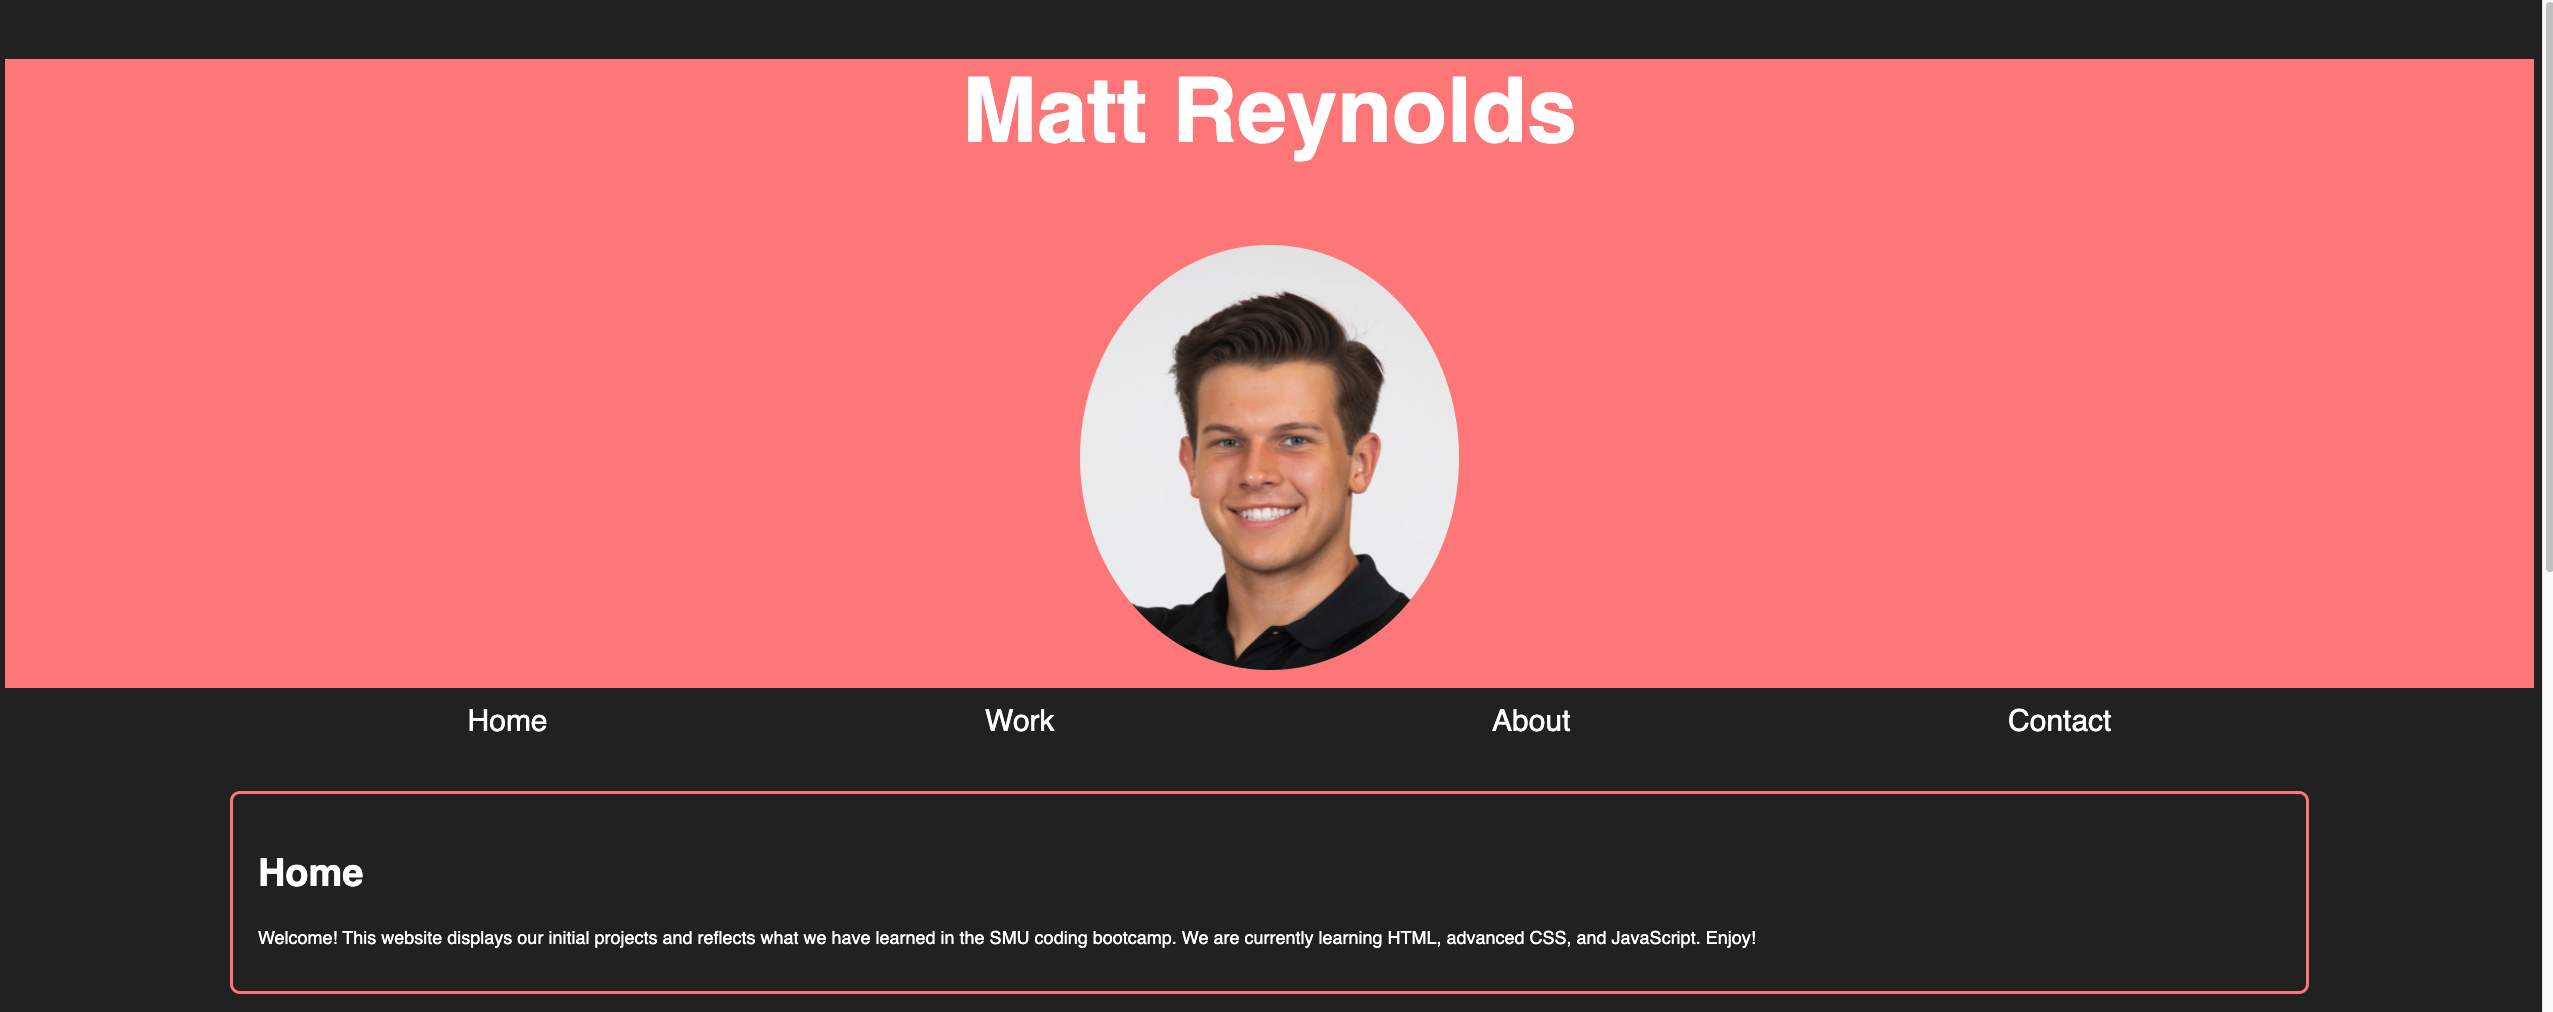 Matt Reynolds
Home Work About Contact
Home
Welcome! This website displays our initial projects and reflects what we have learned in the SMU coding bootcamp. We are currently learning HTML, advanced CSS, and JavaScript. Enjoy!